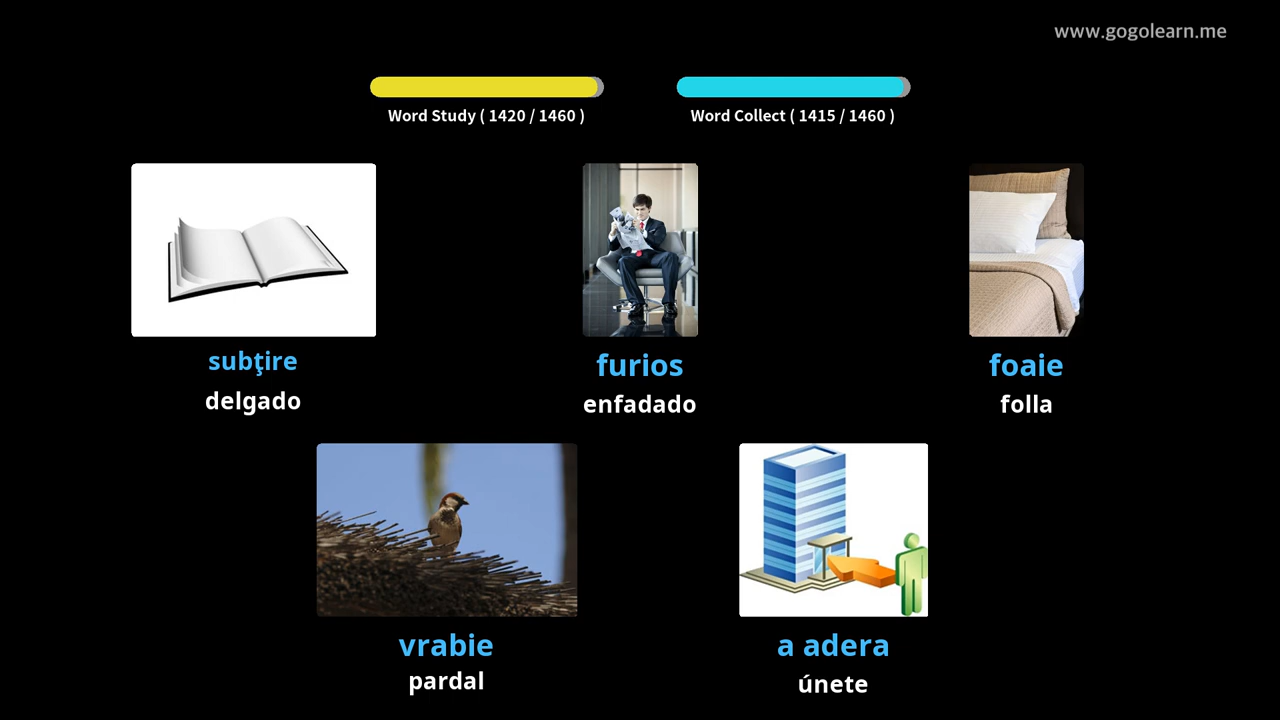 www.gogolearn.me
Word Study ( 1420 / 1460 )
Word Collect ( 1415 / 1460 )
subţire
delgado
furios
enfadado
foaie
folla
vrabie
pardal
a adera
únete